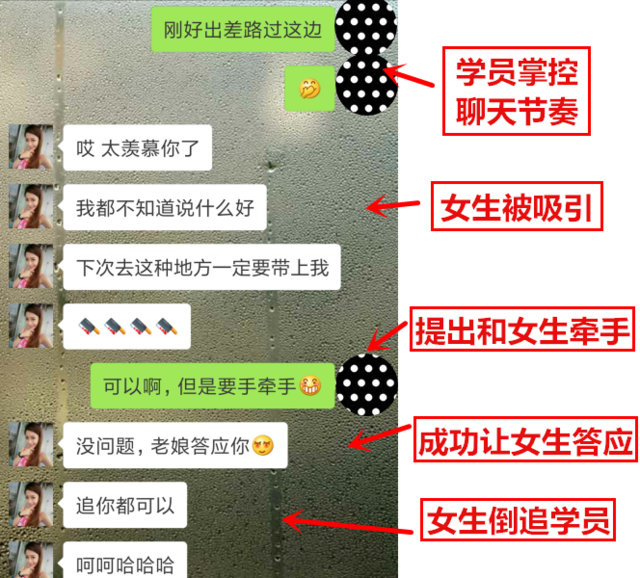 刚好出差路过这边
学员掌控
聊天节奏
哎 太羡慕你了
我都不知道说什么好
女生被吸引
下次去这种地方一定要带上我
提出和女生牵手
可以啊，但是要手牵手
没问题，老娘答应你
成功让女生答应
追你都可以
女生倒追学员
呵呵哈哈哈